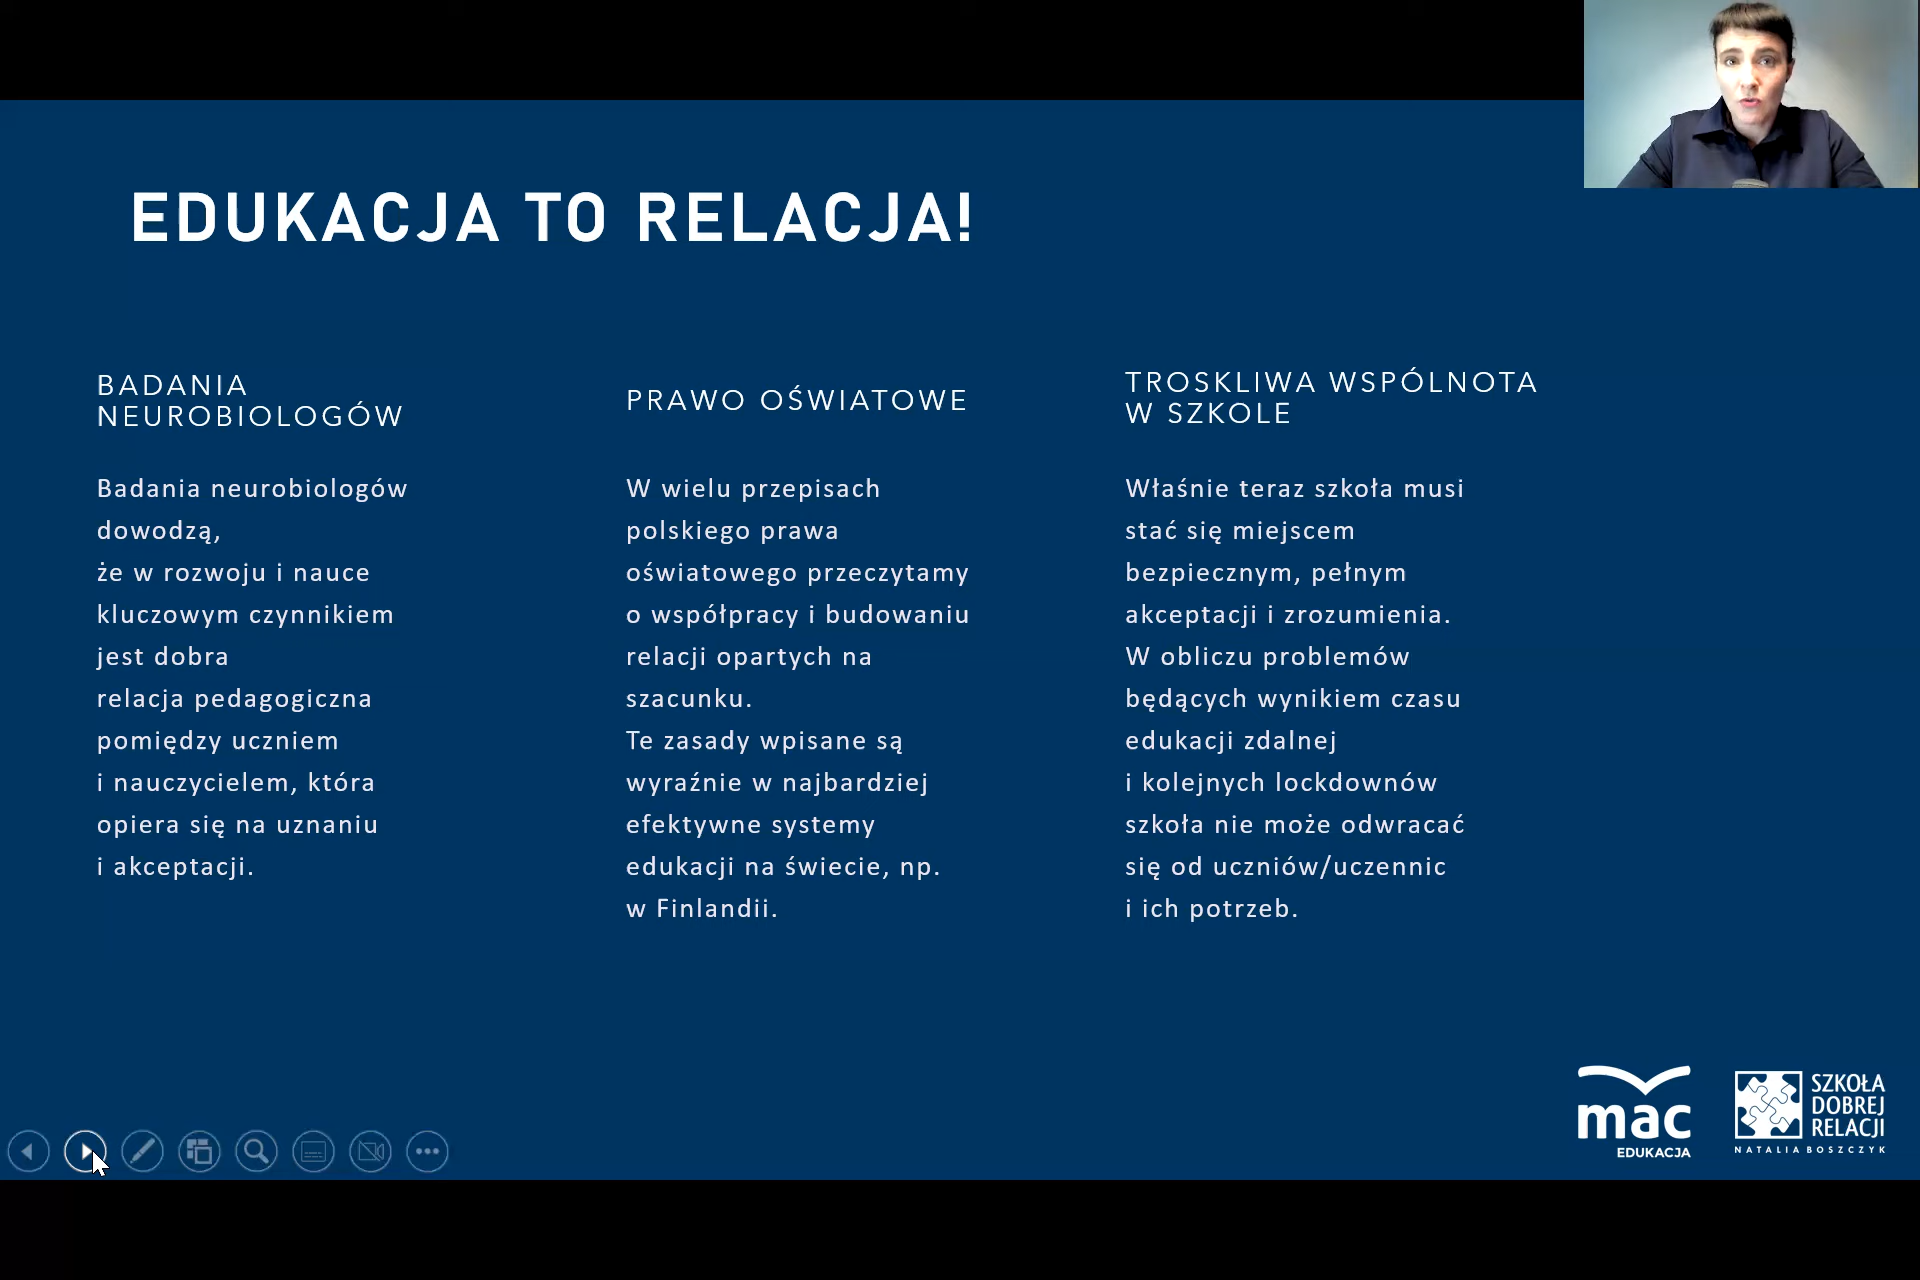 EDUKACJA TO RELACJA!
BADANIA
NEUROBIOLOGÓW
Badania neurobiologów
dowodzą,
że w rozwoju i nauce
kluczowym czynnikiem
jest dobra
relacja pedagogiczna
pomiędzy uczniem
i nauczycielem, która
opiera się na uznaniu
i akceptacji.
PRAWO OŚWIATOWE
W wielu przepisach
polskiego prawa
oświatowego przeczytamy
o współpracy i budowaniu
relacji opartych na
szacunku.
Te zasady wpisane są
wyraźnie w najbardziej
efektywne systemy
edukacji na świecie, np.
w Finlandii.
TROSKLIWA WSPÓLNOTA
W SZKOLE
Właśnie teraz szkoła musi
stać się miejscem
bezpiecznym, pełnym
akceptacji i zrozumienia.
W obliczu problemów
będących wynikiem czasu
edukacji zdalnej
i kolejnych lockdownów
szkoła nie może odwracać
się od uczniów/uczennic
i ich potrzeb.
mac
EDUKACJA
SZKOŁA
DOBREJ
RELACJI
NATALIA BOSZCZYK